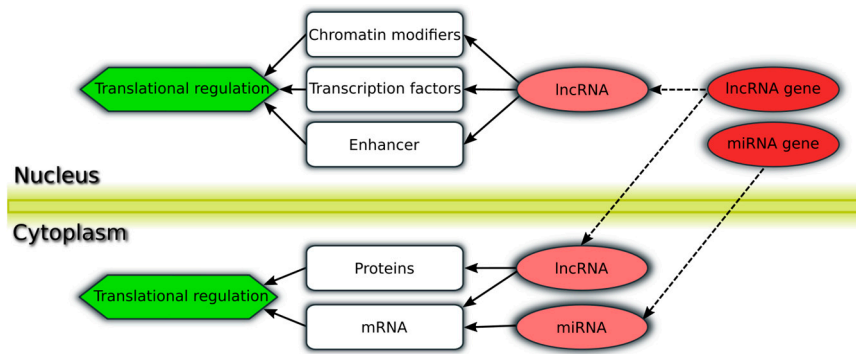 Chromatin modifiers
Translational regulation
Transcription factors
lncRNA
lncRNA gene
Enhancer
miRNA gene
Nucleus
Cytoplasm
Proteins
lncRNA
Translational regulation
mRNA
miRNA